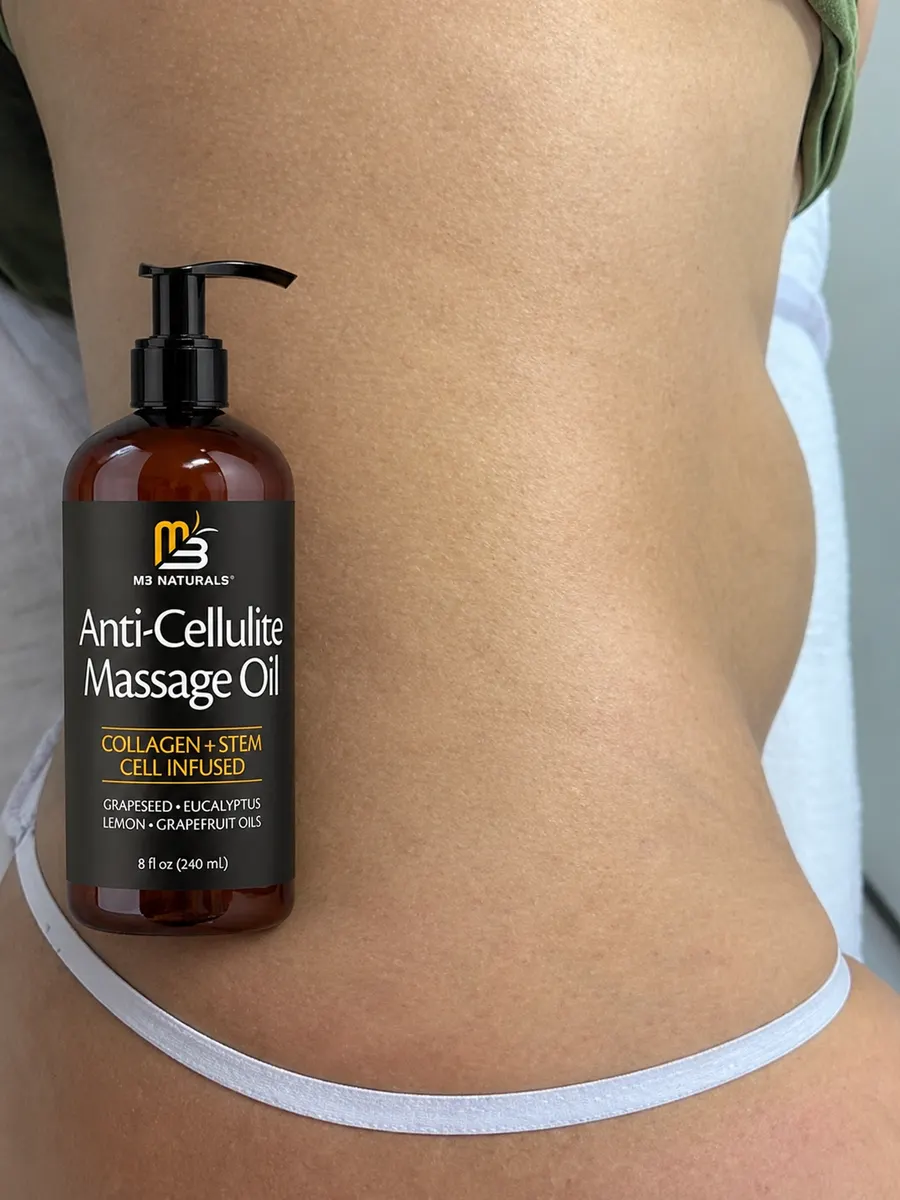 M3
M3 NATURALS®
Anti-Cellulite
Massage Oil
COLLAGEN + STEM
CELL INFUSED
GRAPESEED • EUCALYPTUS
LEMON • GRAPEFRUIT OILS
8 fl oz (240 mL)